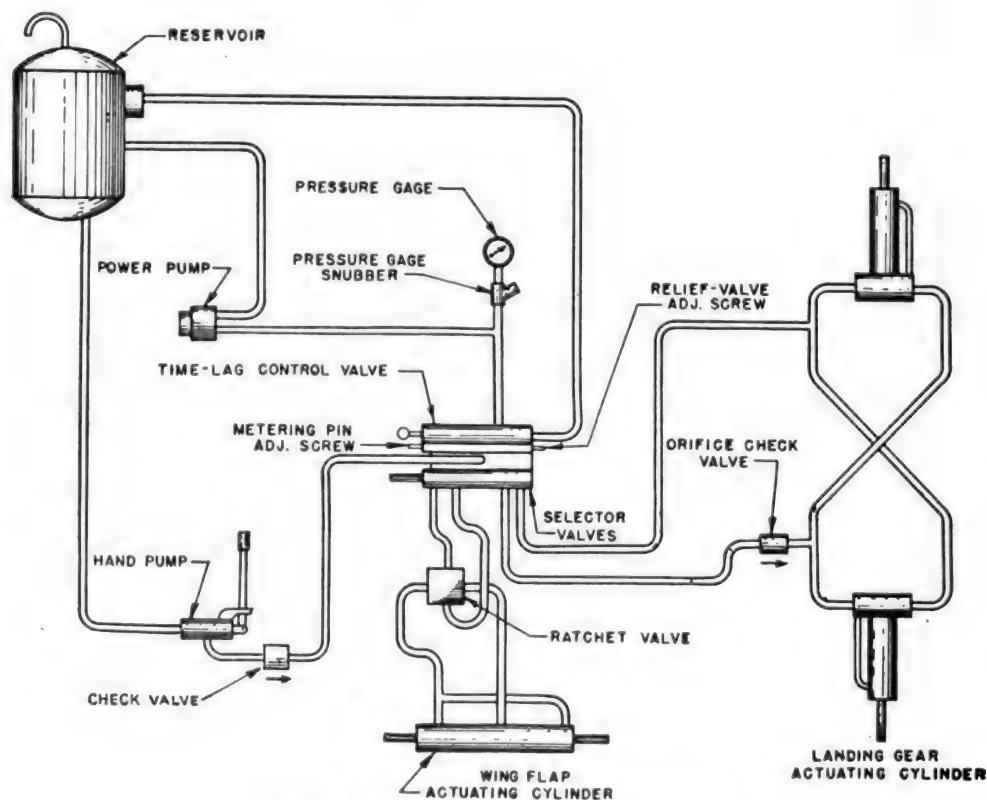 RESERVOIR
PRESSURE GAGE
POWER PUMP
PRESSURE GAGE
SNUBBER
RELIEF-VALVE
ADJ. SCREW
TIME-LAG CONTROL VALVE
METERING PIN
ADJ. SCREW
ORIFICE CHECK
VALVE
SELECTOR
VALVES
HAND PUMP
RATCHET VALVE
CHECK VALVE
WING FLAP
ACTUATING CYLINDER
LANDING GEAR
ACTUATING CYLINDER